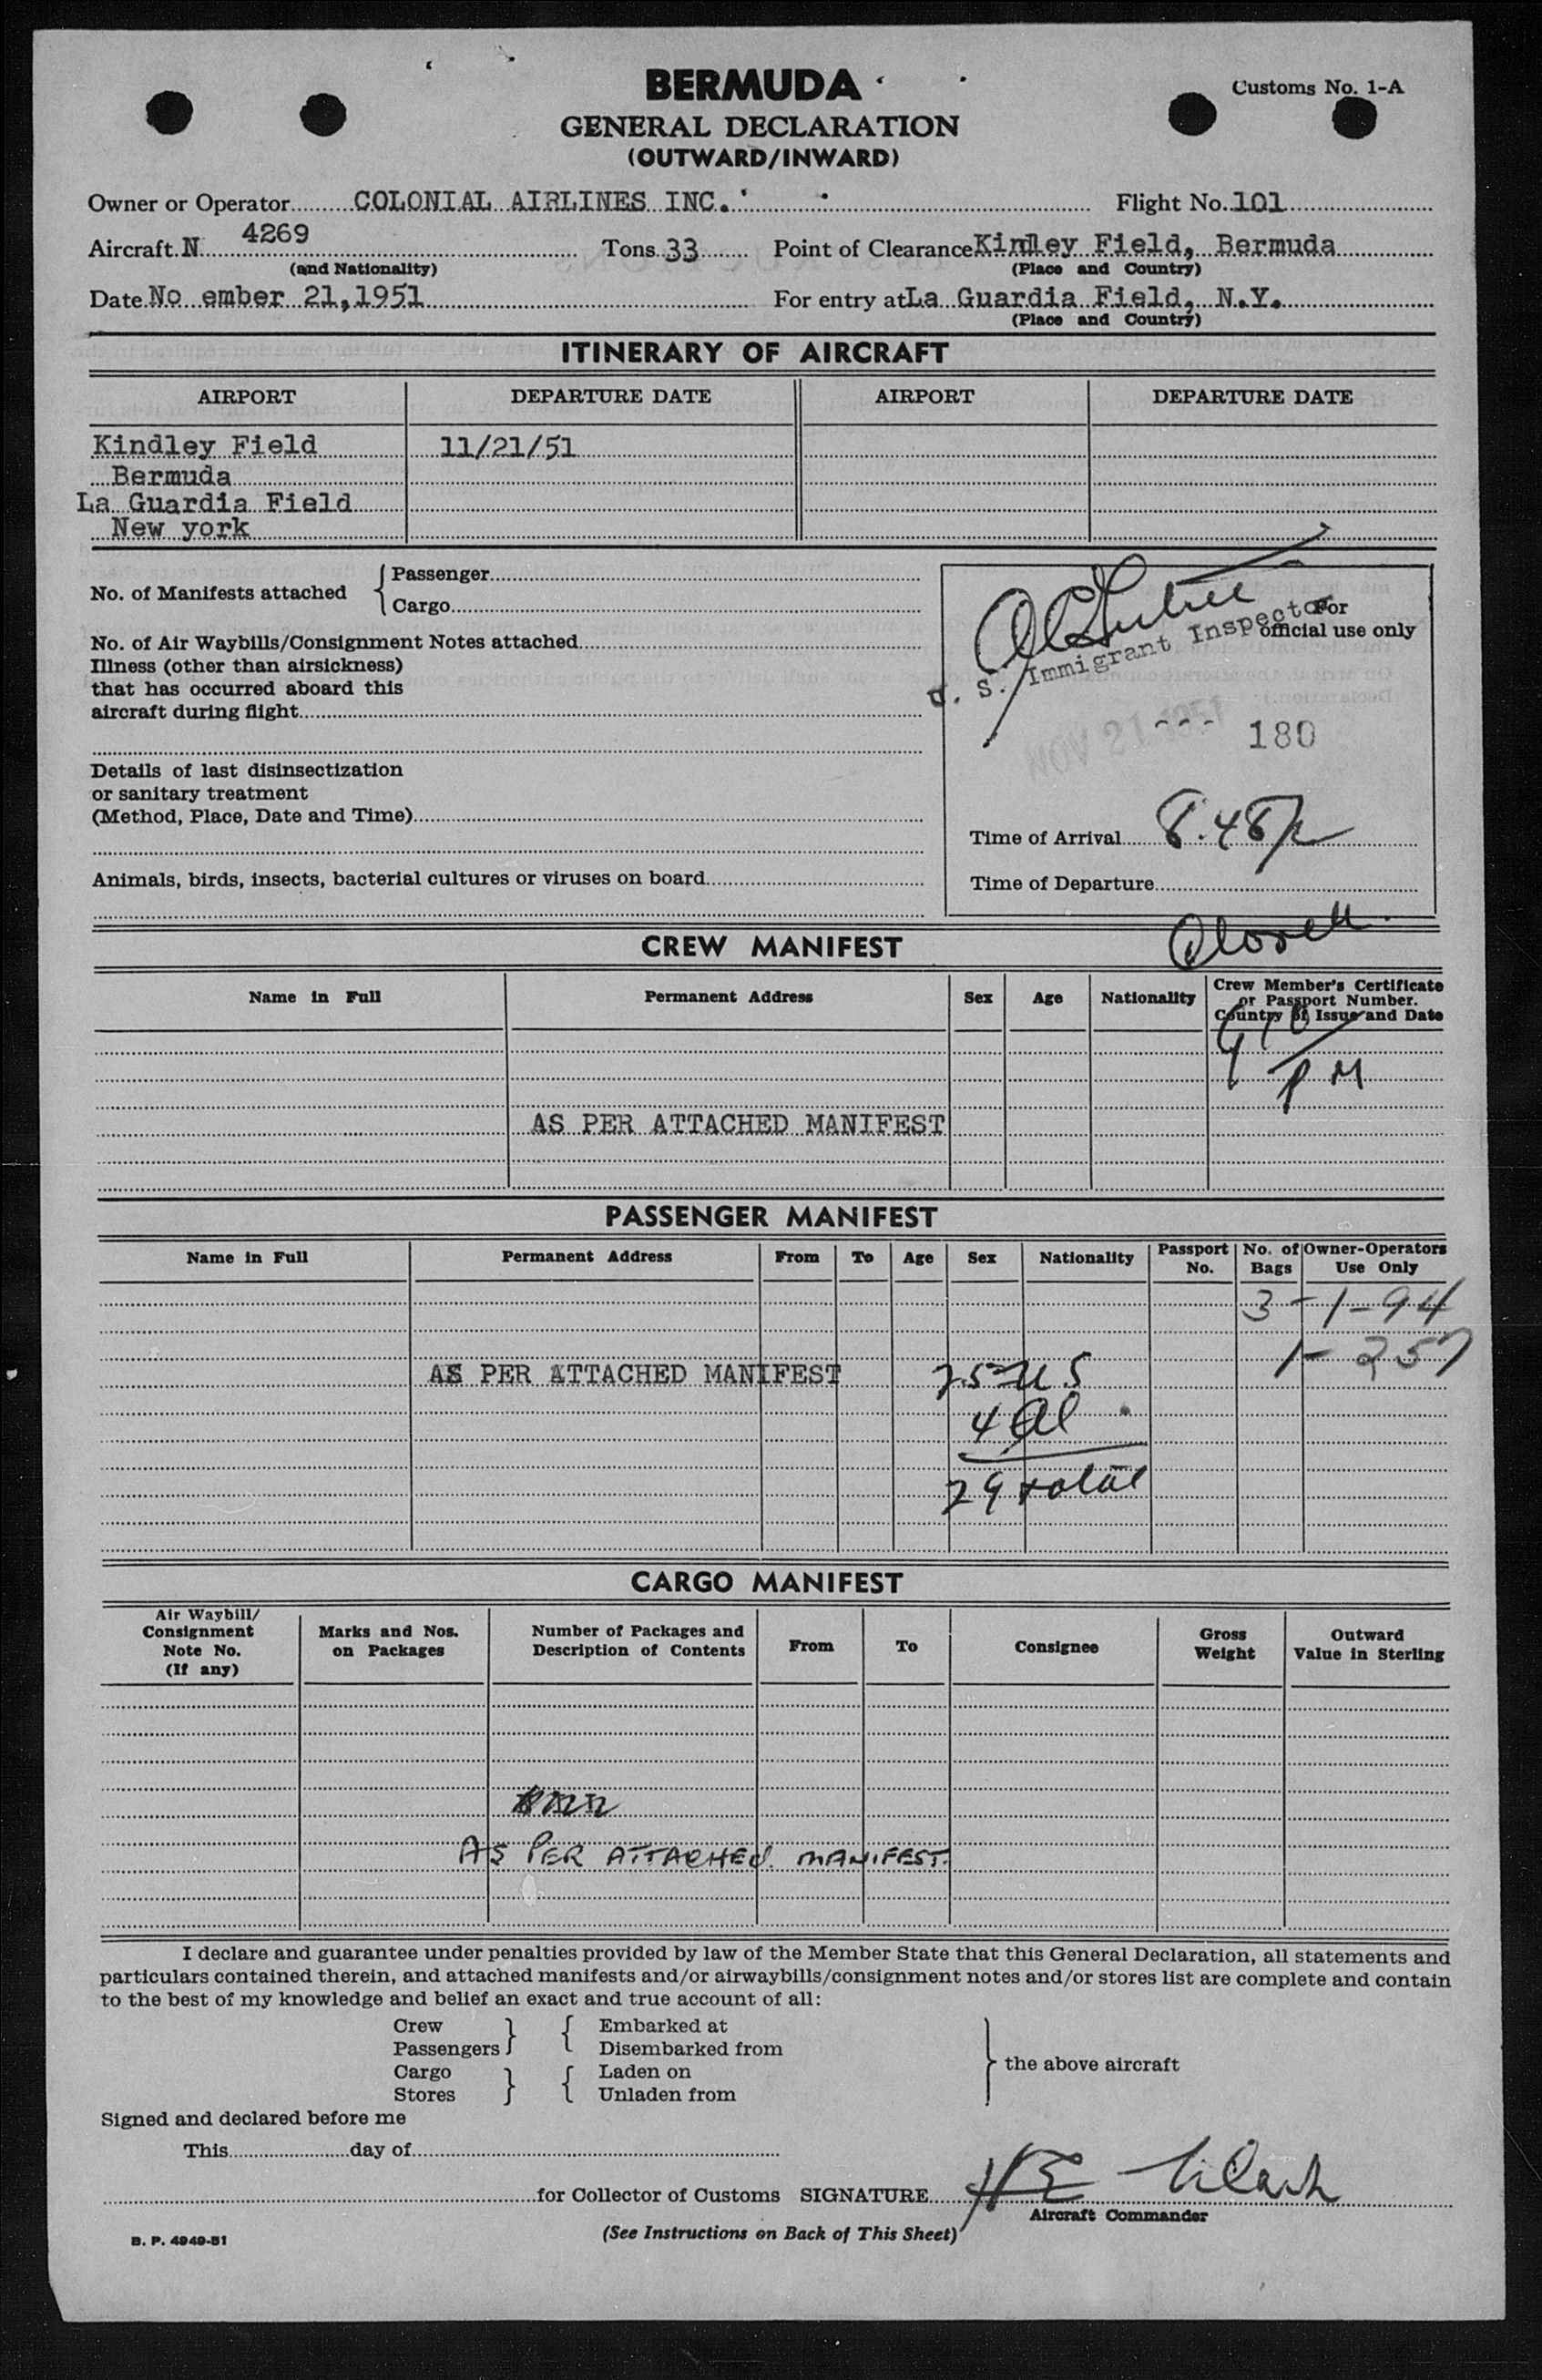 BERMUDA
Customs No. 1-A
GENERAL DECLARATION
(OUTWARD/INWARD)
Owner or Operator COLONIAL AIRLINES INC. Flight No. 101
Aircraft N 4269 Tons 33 Point of Clearance Kindley Field, Bermuda
(and Nationality) (Place and Country)
Date No ember 21,1951 For entry at La Guardia Field, N.Y.
(Place and Country)
ITINERARY OF AIRCRAFT
AIRPORT DEPARTURE DATE AIRPORT DEPARTURE DATE
Kindley Field 11/21/51
Bermuda
La Guardia Field
New york
No. of Manifests attached Passenger
Cargo
For
official use only
U. S. Immigrant Inspector
No. of Air Waybills/Consignment Notes attached
Illness (other than airsickness)
that has occurred aboard this
aircraft during flight
NOV 21 1951
180
Details of last disinsectization
or sanitary treatment
(Method, Place, Date and Time)
Time of Arrival 8.48
Animals, birds, insects, bacterial cultures or viruses on board
Time of Departure
CREW MANIFEST
Name in Full Permanent Address Sex Age Nationality Crew Member's Certificate
or Passport Number.
Country of Issue and Date
PM
AS PER ATTACHED MANIFEST
PASSENGER MANIFEST
Name in Full Permanent Address From To Age Sex Nationality Passport No. No. of Bags Owner-Operators Use Only
3-1-94
1-257
AS PER ATTACHED MANIFEST 25 US
4 al
29 total
CARGO MANIFEST
Air Waybill/
Consignment
Note No.
(If any) Marks and Nos.
on Packages Number of Packages and
Description of Contents From To Consignee Gross
Weight Outward
Value in Sterling
AS PER ATTACHED MANIFEST.
I declare and guarantee under penalties provided by law of the Member State that this General Declaration, all statements and
particulars contained therein, and attached manifests and/or airwaybills/consignment notes and/or stores list are complete and contain
to the best of my knowledge and belief an exact and true account of all:
Crew Embarked at
Passengers Disembarked from
Cargo Laden on the above aircraft
Stores Unladen from
Signed and declared before me
This day of
for Collector of Customs SIGNATURE H E
Aircraft Commander
(See Instructions on Back of This Sheet)
B. P. 4949-51